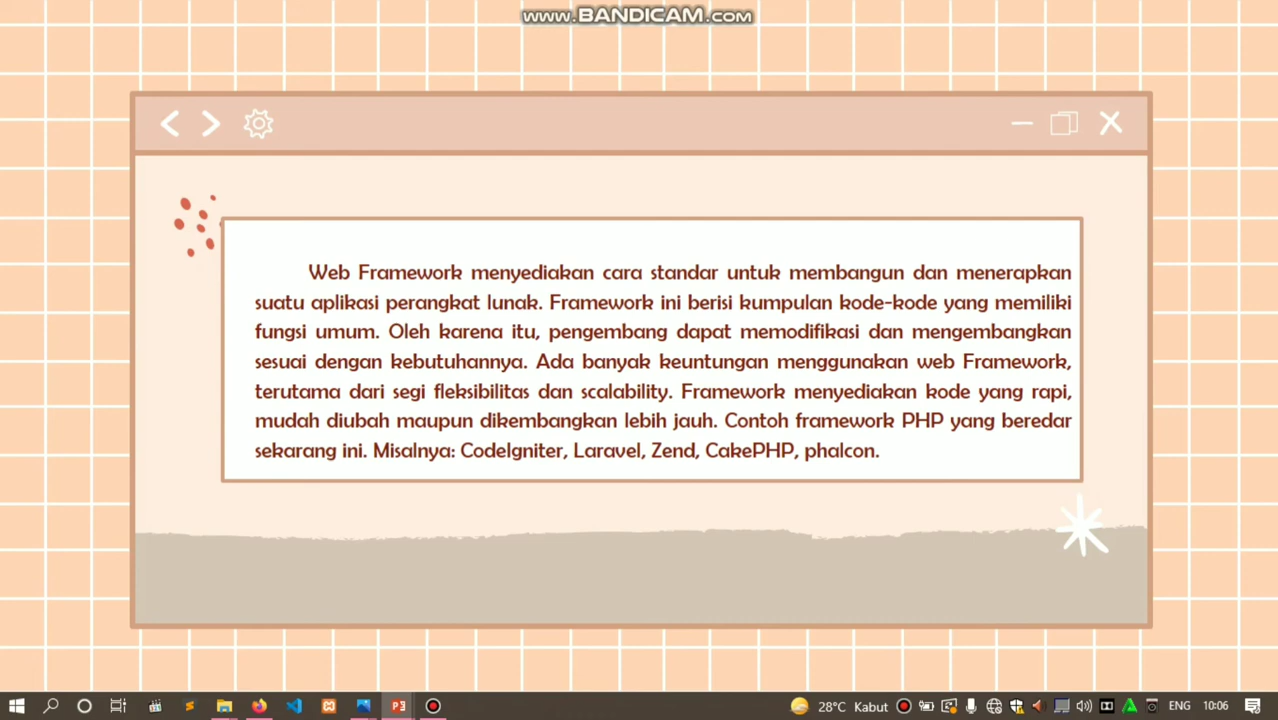 www.BANDICAM.com
Web Framework menyediakan cara standar untuk membangun dan menerapkan
suatu aplikasi perangkat lunak. Framework ini berisi kumpulan kode-kode yang memiliki
fungsi umum. Oleh karena itu, pengembang dapat memodifikasi dan mengembangkan
sesuai dengan kebutuhannya. Ada banyak keuntungan menggunakan web Framework,
terutama dari segi fleksibilitas dan scalability. Framework menyediakan kode yang rapi,
mudah diubah maupun dikembangkan lebih jauh. Contoh framework PHP yang beredar
sekarang ini. Misalnya: CodeIgniter, Laravel, Zend, CakePHP, phalcon.
28°C Kabut ENG 10:06